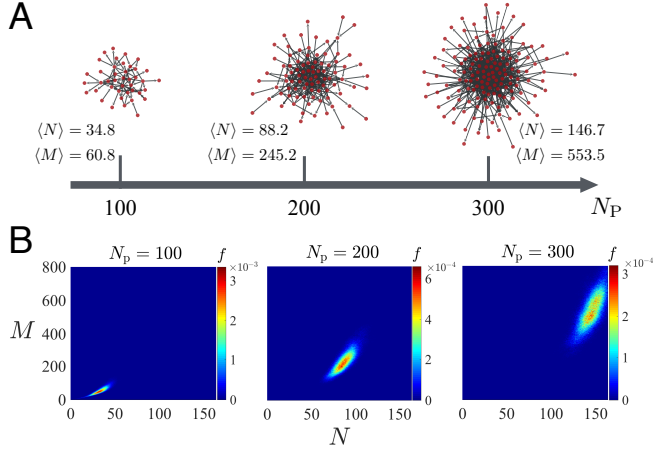 A
⟨N⟩ = 34.8
⟨M⟩ = 60.8
⟨N⟩ = 88.2
⟨M⟩ = 245.2
⟨N⟩ = 146.7
⟨M⟩ = 553.5
100 200 300 N_P
B
N_p = 100 f ×10⁻³
N_p = 200 f ×10⁻⁴
N_p = 300 f ×10⁻⁴
M
800
600
400
200
0
0 50 100 150
3
2
1
0
0 50 100 150
6
4
2
0
0 50 100 150
3
2
1
0
N